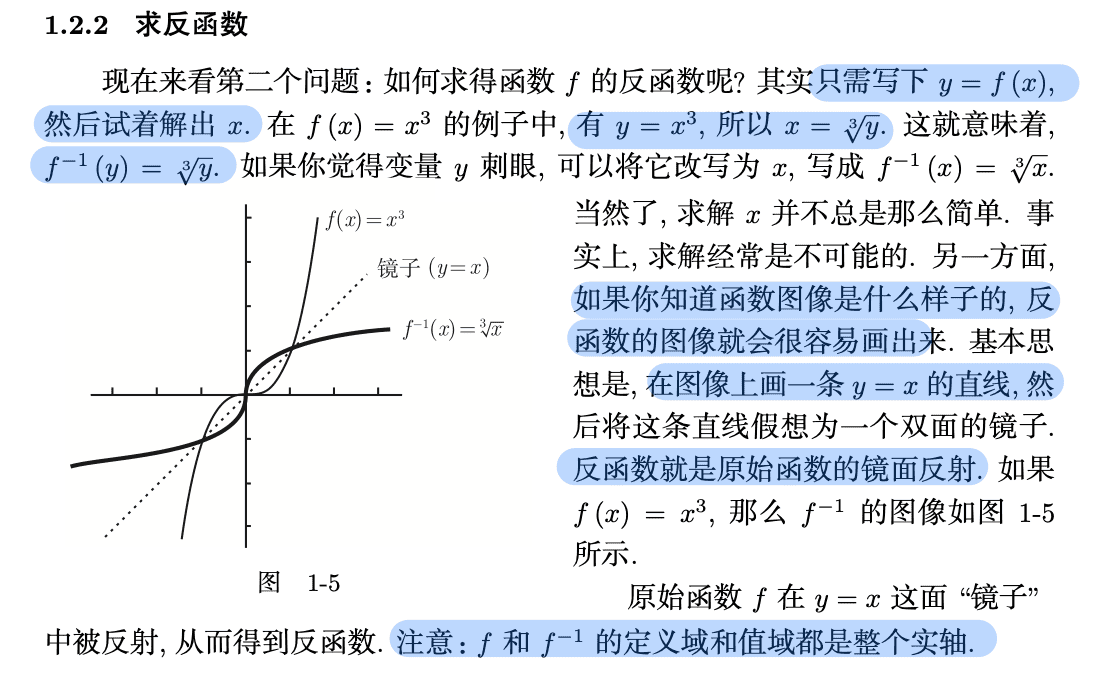 1.2.2 求反函数
现在来看第二个问题: 如何求得函数 f 的反函数呢? 其实只需写下 y = f (x),
然后试着解出 x. 在 f (x) = x³ 的例子中, 有 y = x³, 所以 x = ∛y. 这就意味着,
f⁻¹ (y) = ∛y. 如果你觉得变量 y 刺眼, 可以将它改写为 x, 写成 f⁻¹ (x) = ∛x.
当然了, 求解 x 并不总是那么简单. 事
实上, 求解经常是不可能的. 另一方面,
如果你知道函数图像是什么样子的, 反
函数的图像就会很容易画出来. 基本思
想是, 在图像上画一条 y = x 的直线, 然
后将这条直线假想为一个双面的镜子.
反函数就是原始函数的镜面反射. 如果
f (x) = x³, 那么 f⁻¹ 的图像如图 1-5
所示.
f(x)=x³
镜子 (y=x)
f⁻¹(x)=∛x
图 1-5
原始函数 f 在 y = x 这面 “镜子”
中被反射, 从而得到反函数. 注意: f 和 f⁻¹ 的定义域和值域都是整个实轴.